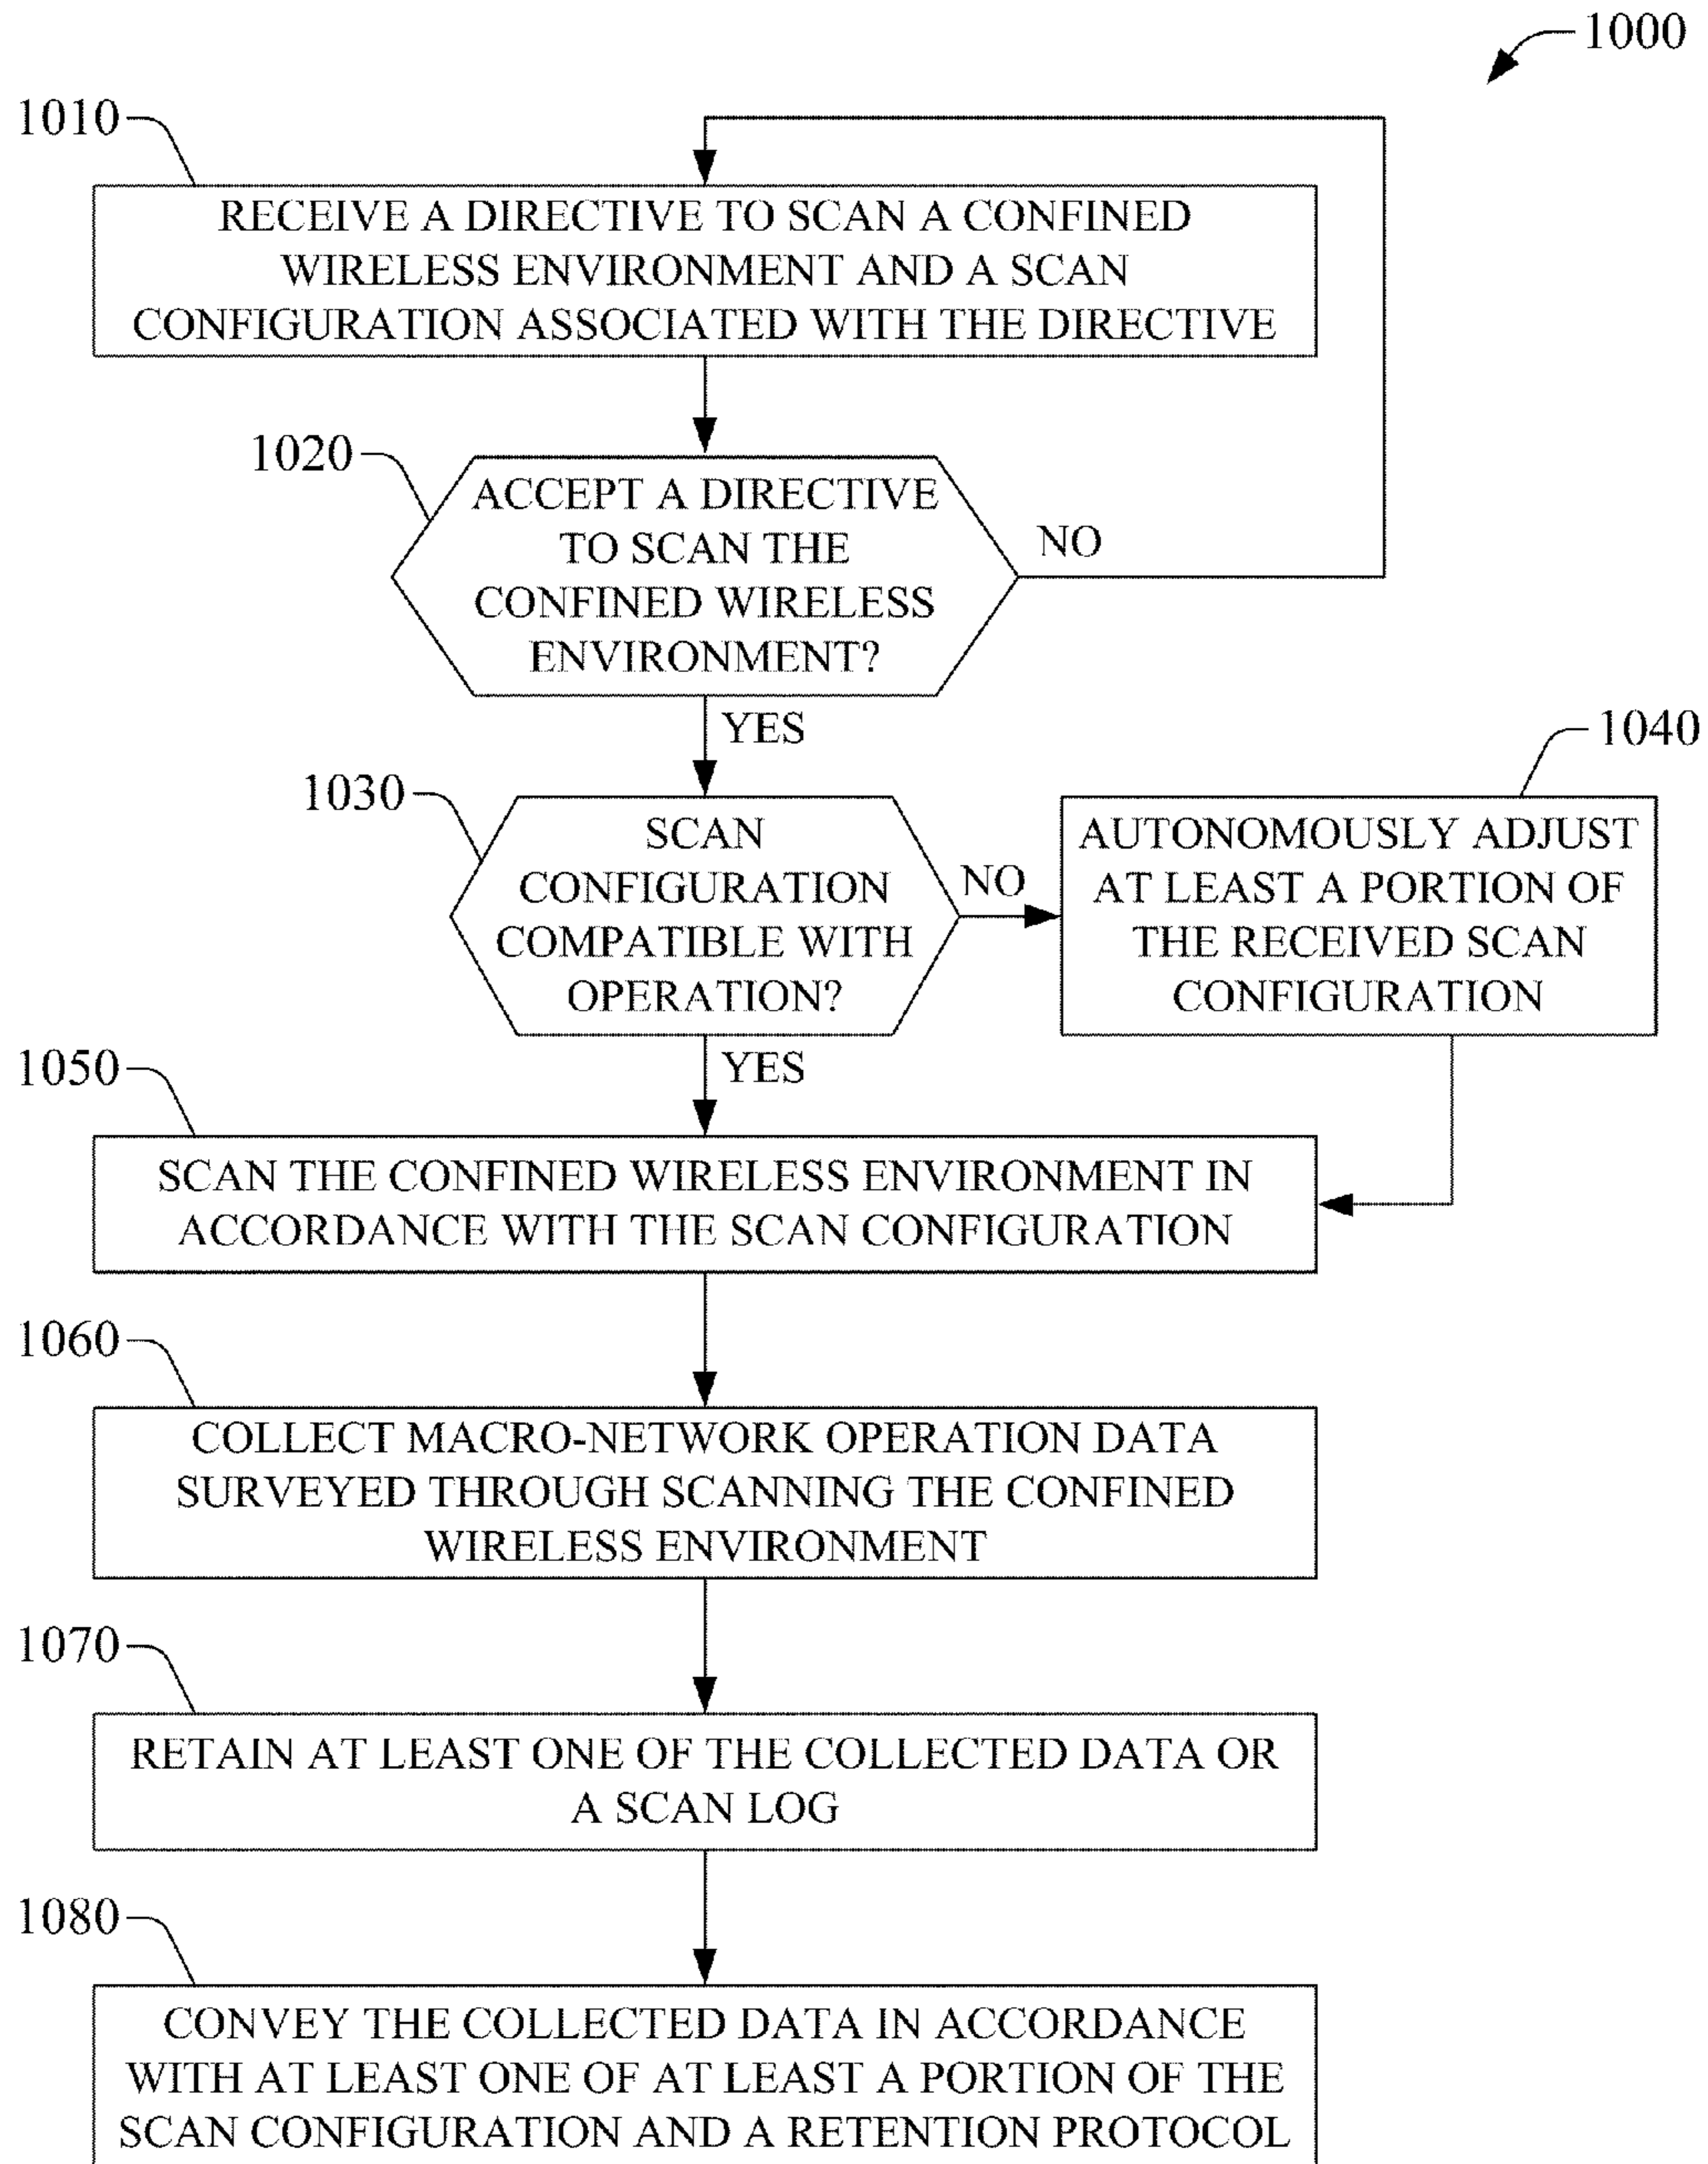 1000
1010
RECEIVE A DIRECTIVE TO SCAN A CONFINED
WIRELESS ENVIRONMENT AND A SCAN
CONFIGURATION ASSOCIATED WITH THE DIRECTIVE
1020
ACCEPT A DIRECTIVE
TO SCAN THE
CONFINED WIRELESS
ENVIRONMENT?
NO
YES
1030
SCAN
CONFIGURATION
COMPATIBLE WITH
OPERATION?
NO
1040
AUTONOMOUSLY ADJUST
AT LEAST A PORTION OF
THE RECEIVED SCAN
CONFIGURATION
YES
1050
SCAN THE CONFINED WIRELESS ENVIRONMENT IN
ACCORDANCE WITH THE SCAN CONFIGURATION
1060
COLLECT MACRO-NETWORK OPERATION DATA
SURVEYED THROUGH SCANNING THE CONFINED
WIRELESS ENVIRONMENT
1070
RETAIN AT LEAST ONE OF THE COLLECTED DATA OR
A SCAN LOG
1080
CONVEY THE COLLECTED DATA IN ACCORDANCE
WITH AT LEAST ONE OF AT LEAST A PORTION OF THE
SCAN CONFIGURATION AND A RETENTION PROTOCOL